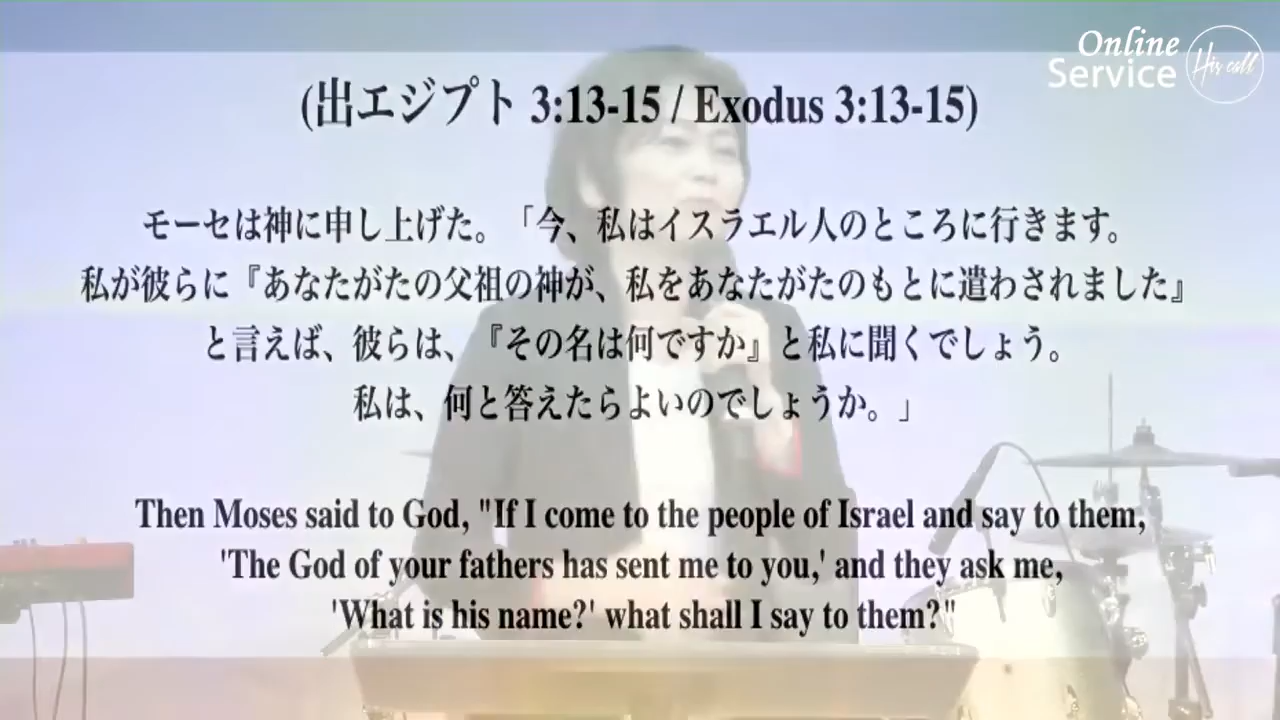 Online
Service
His call
(出エジプト 3:13-15 / Exodus 3:13-15)
モーセは神に申し上げた。「今、私はイスラエル人のところに行きます。
私が彼らに『あなたがたの父祖の神が、私をあなたがたのもとに遣わされました』
と言えば、彼らは、『その名は何ですか』と私に聞くでしょう。
私は、何と答えたらよいのでしょうか。」
Then Moses said to God, "If I come to the people of Israel and say to them,
'The God of your fathers has sent me to you,' and they ask me,
'What is his name?' what shall I say to them?"